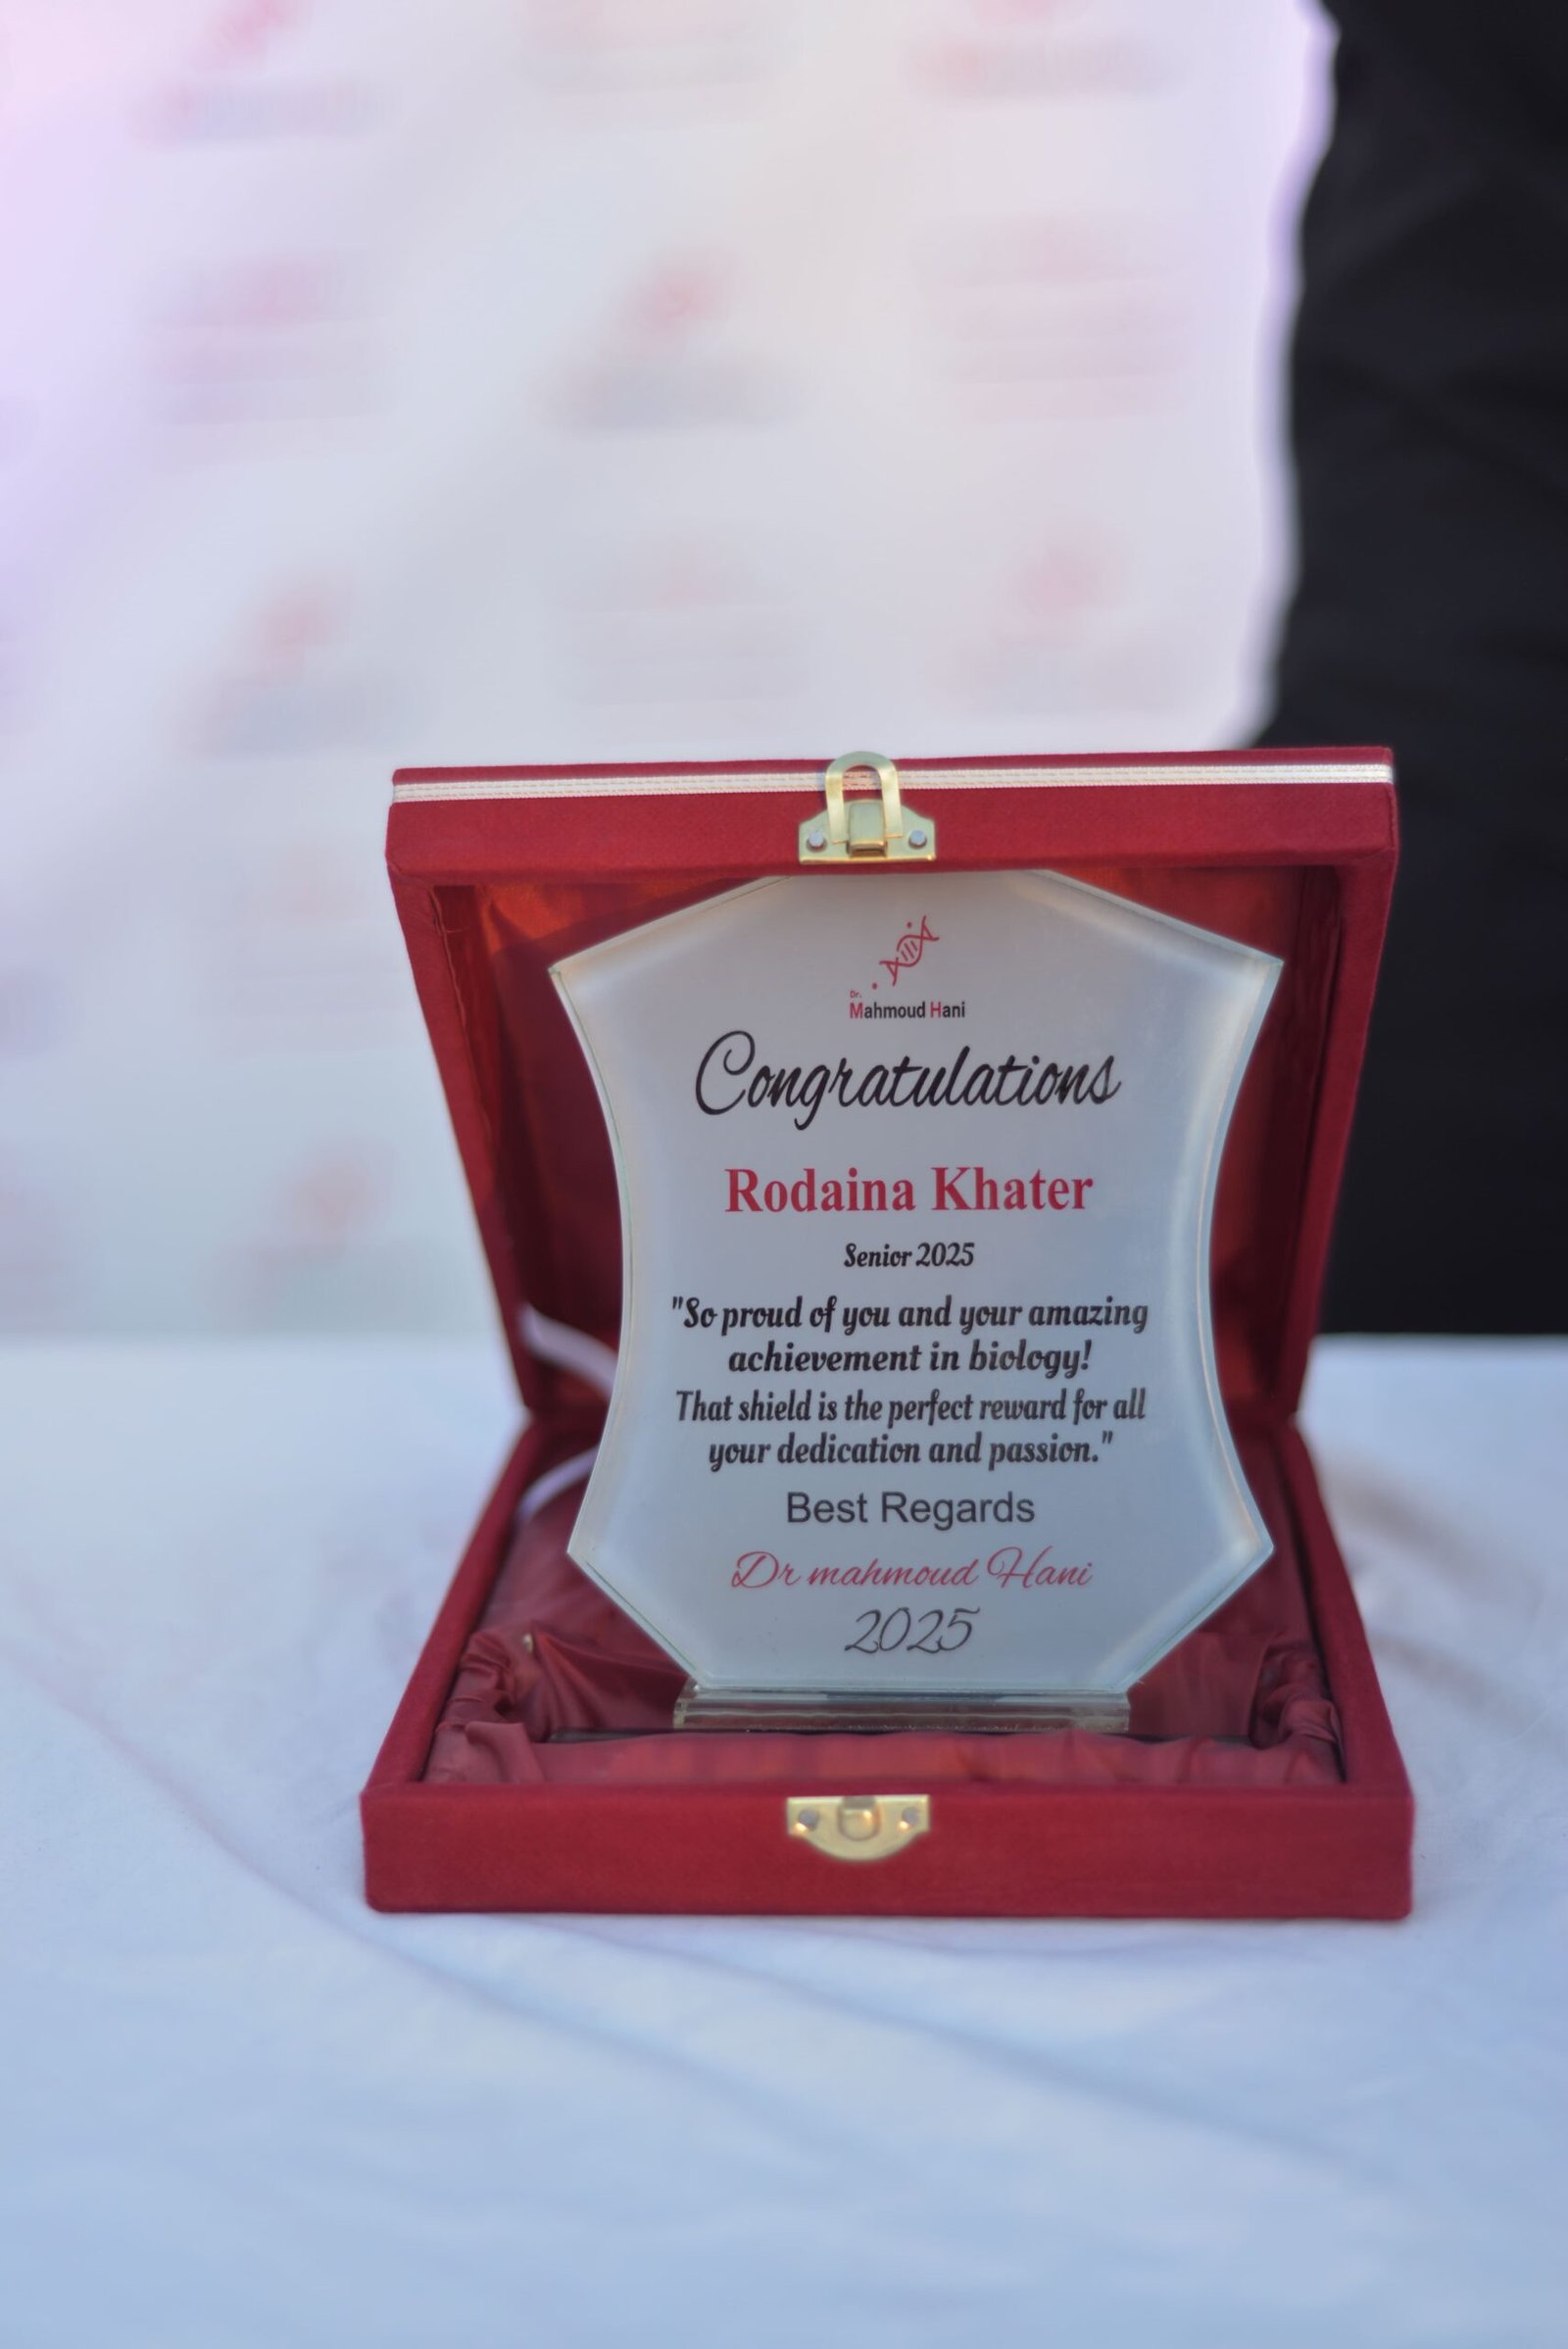 Dr.
Mahmoud Hani
Congratulations
Rodaina Khater
Senior 2025
"So proud of you and your amazing
achievement in biology!
That shield is the perfect reward for all
your dedication and passion."
Best Regards
Dr mahmoud Hani
2025